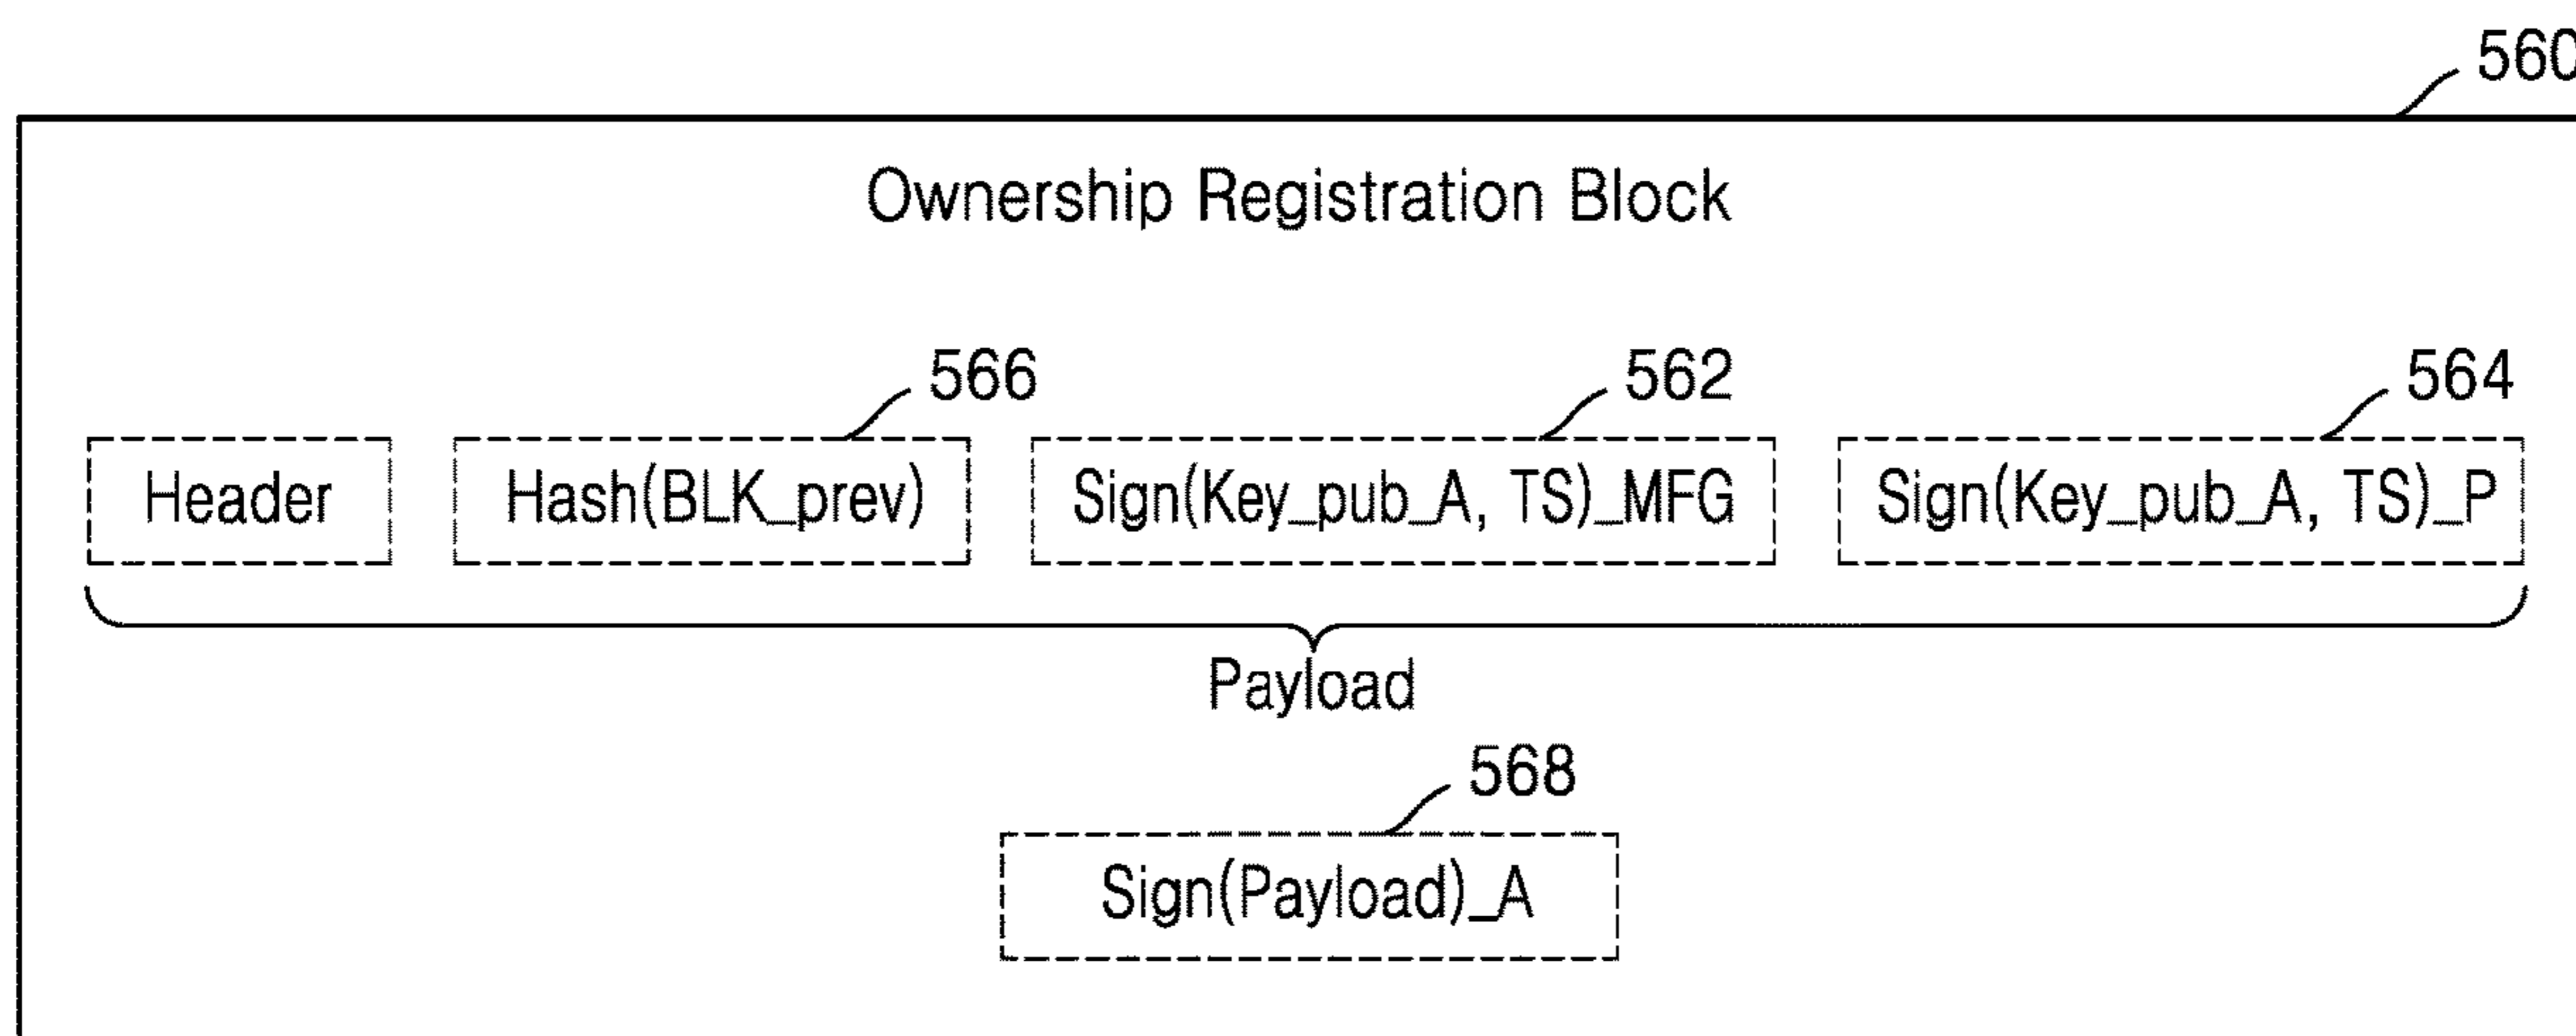 560
Ownership Registration Block
566 562 564
Header Hash(BLK_prev) Sign(Key_pub_A, TS)_MFG Sign(Key_pub_A, TS)_P
Payload
568
Sign(Payload)_A